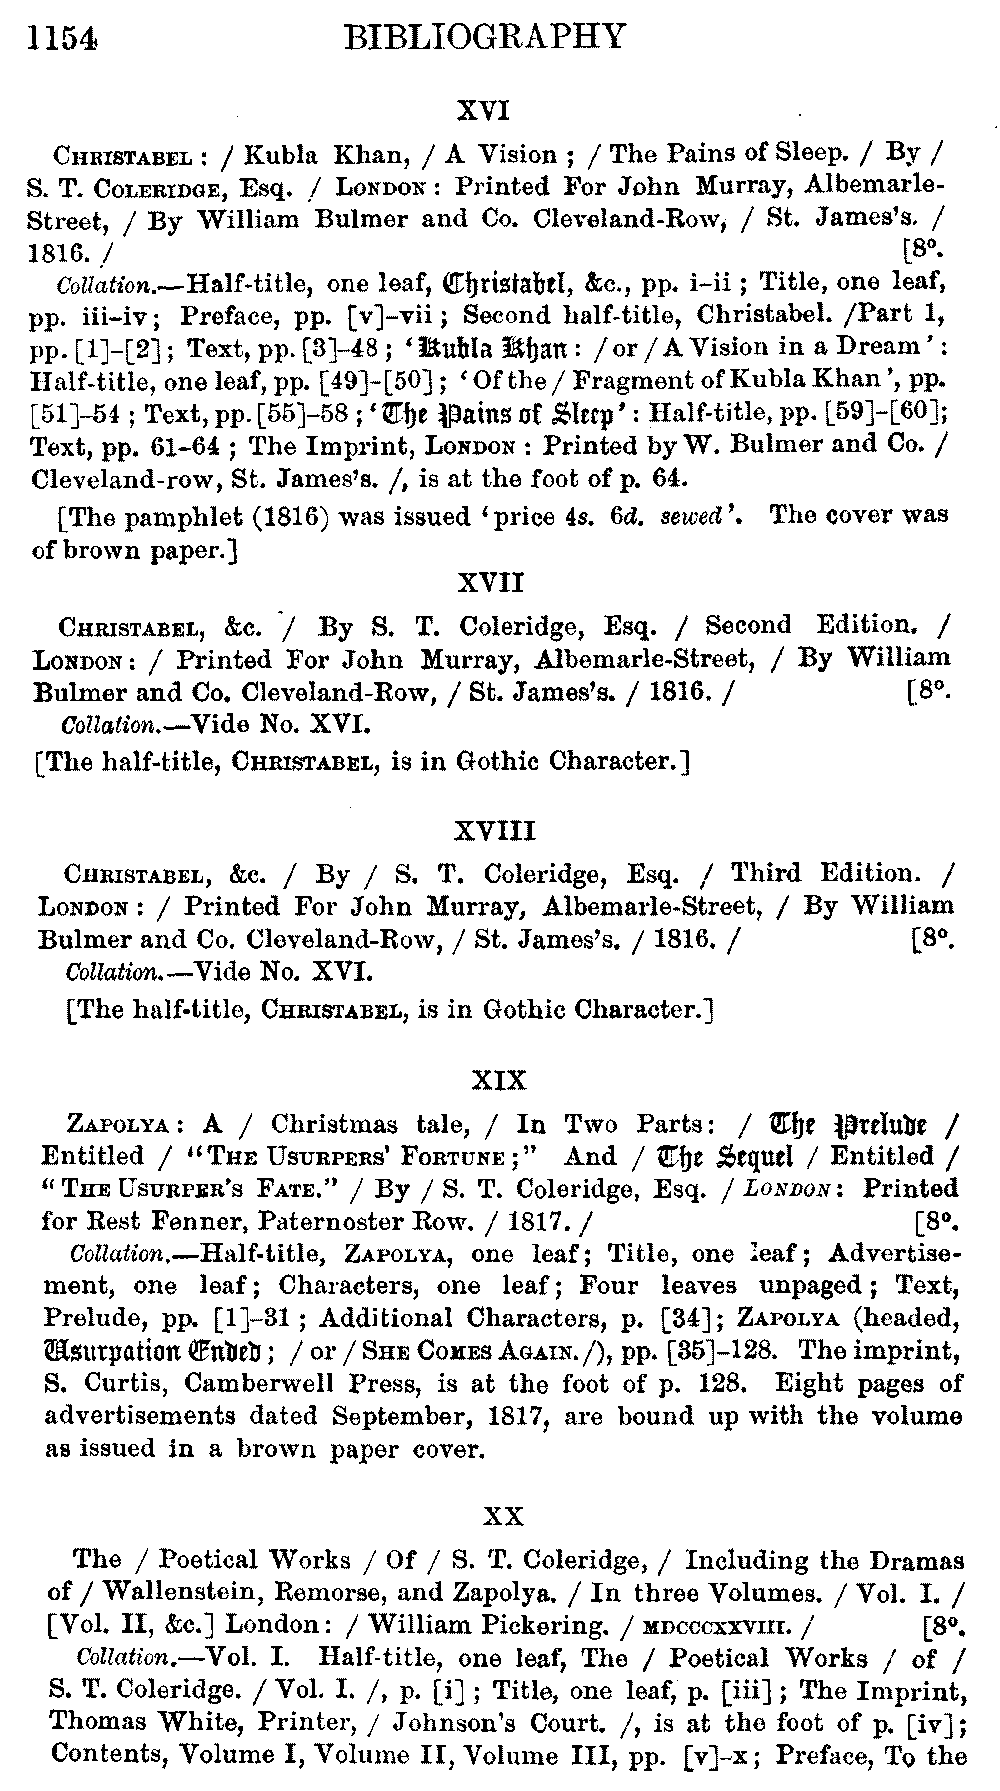 1154 BIBLIOGRAPHY
XVI
CHRISTABEL : / Kubla Khan, / A Vision ; / The Pains of Sleep. / By /
S. T. COLERIDGE, Esq. / LONDON : Printed For John Murray, Albemarle-
Street, / By William Bulmer and Co. Cleveland-Row, / St. James's. /
1816. / [8º.
Collation.—Half-title, one leaf, Christabel, &c., pp. i–ii ; Title, one leaf,
pp. iii–iv ; Preface, pp. [v]–vii ; Second half-title, Christabel. /Part 1,
pp. [1]–[2] ; Text, pp. [3]–48 ; ‘Kubla Khan : / or / A Vision in a Dream’ :
Half-title, one leaf, pp. [49]–[50] ; ‘Of the / Fragment of Kubla Khan’, pp.
[51]–54 ; Text, pp. [55]–58 ; ‘The Pains of Sleep’ : Half-title, pp. [59]–[60];
Text, pp. 61–64 ; The Imprint, LONDON : Printed by W. Bulmer and Co. /
Cleveland-row, St. James's. /, is at the foot of p. 64.
[The pamphlet (1816) was issued ‘price 4s. 6d. sewed’. The cover was
of brown paper.]
XVII
CHRISTABEL, &c. / By S. T. Coleridge, Esq. / Second Edition. /
LONDON : / Printed For John Murray, Albemarle-Street, / By William
Bulmer and Co. Cleveland-Row, / St. James's. / 1816. / [8º.
Collation.—Vide No. XVI.
[The half-title, CHRISTABEL, is in Gothic Character.]
XVIII
CHRISTABEL, &c. / By / S. T. Coleridge, Esq. / Third Edition. /
LONDON : / Printed For John Murray, Albemarle-Street, / By William
Bulmer and Co. Cleveland-Row, / St. James's. / 1816. / [8º.
Collation.—Vide No. XVI.
[The half-title, CHRISTABEL, is in Gothic Character.]
XIX
ZAPOLYA : A / Christmas tale, / In Two Parts : / The Prelude /
Entitled / “THE USURPERS' FORTUNE ;” And / The Sequel / Entitled /
“THE USURPER'S FATE.” / By / S. T. Coleridge, Esq. / LONDON : Printed
for Rest Fenner, Paternoster Row. / 1817. / [8º.
Collation.—Half-title, ZAPOLYA, one leaf ; Title, one leaf ; Advertise-
ment, one leaf ; Characters, one leaf ; Four leaves unpaged ; Text,
Prelude, pp. [1]–31 ; Additional Characters, p. [34] ; ZAPOLYA (headed,
Usurpation Ended ; / or / SHE COMES AGAIN. /), pp. [35]–128. The imprint,
S. Curtis, Camberwell Press, is at the foot of p. 128. Eight pages of
advertisements dated September, 1817, are bound up with the volume
as issued in a brown paper cover.
XX
The / Poetical Works / Of / S. T. Coleridge, / Including the Dramas
of / Wallenstein, Remorse, and Zapolya. / In three Volumes. / Vol. I. /
[Vol. II, &c.] London : / William Pickering. / MDCCCXXVIII. / [8º.
Collation.—Vol. I. Half-title, one leaf, The / Poetical Works / of /
S. T. Coleridge. / Vol. I. /, p. [i] ; Title, one leaf, p. [iii] ; The Imprint,
Thomas White, Printer, / Johnson's Court. /, is at the foot of p. [iv] ;
Contents, Volume I, Volume II, Volume III, pp. [v]–x ; Preface, To the